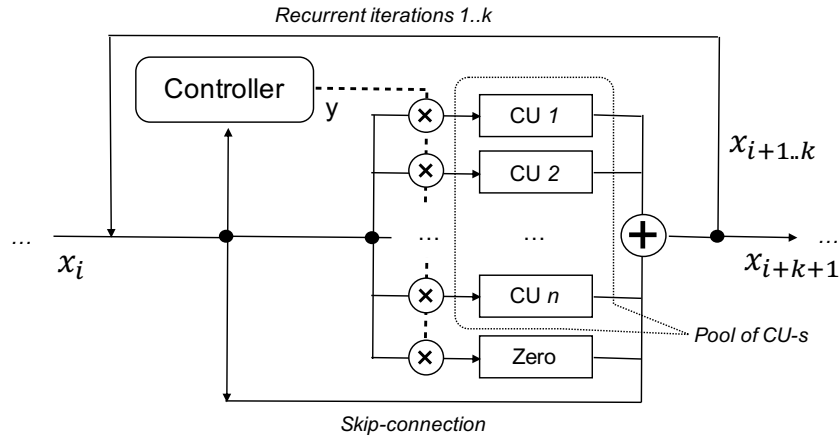 Recurrent iterations 1..k
Controller
y
CU 1
CU 2
x_{i+1..k}
... ... ... ...
x_i
x_{i+k+1}
CU n
Pool of CU-s
Zero
Skip-connection